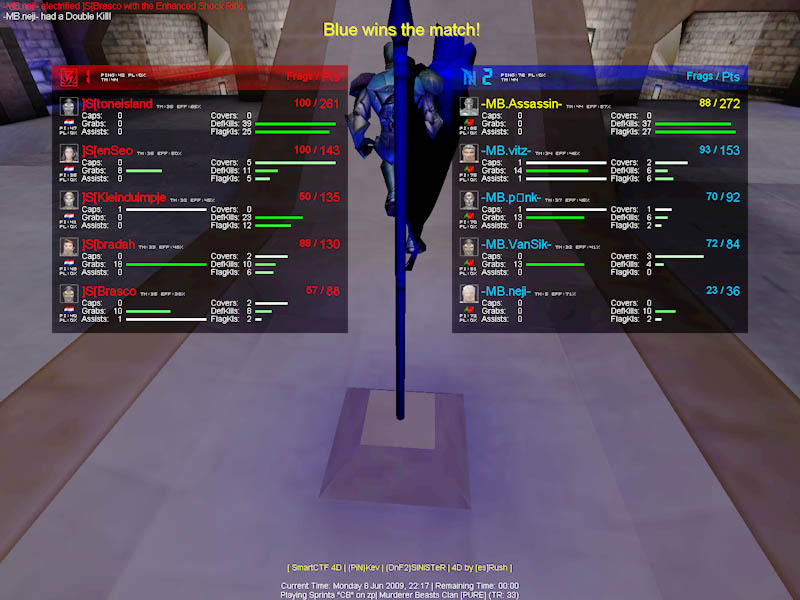 -MB.neji- electrified ]S[Brasco with the Enhanced Shock Rifle.
-MB.neji- had a Double Kill!
Blue wins the match!
1 Frags / Pts
]S[toneisland 100 / 261
Caps: 0 Covers: 0
Grabs: 0 DefKills: 39
Assists: 0 FlagKls: 25
]S[enSeo 100 / 143
Caps: 0 Covers: 5
Grabs: 8 DefKills: 11
Assists: 0 FlagKls: 5
]S[Kleinduimpje 50 / 135
Caps: 1 Covers: 0
Grabs: 0 DefKills: 23
Assists: 0 FlagKls: 12
]S[bradah 88 / 130
Caps: 0 Covers: 2
Grabs: 18 DefKills: 10
Assists: 0 FlagKls: 6
]S[Brasco 57 / 88
Caps: 0 Covers: 2
Grabs: 10 DefKills: 8
Assists: 1 FlagKls: 2
2 Frags / Pts
-MB.Assassin- 88 / 272
Caps: 0 Covers: 0
Grabs: 0 DefKills: 37
Assists: 0 FlagKls: 27
-MB.vitz- 93 / 153
Caps: 1 Covers: 2
Grabs: 14 DefKills: 6
Assists: 1 FlagKls: 6
-MB.p□nk- 70 / 92
Caps: 1 Covers: 1
Grabs: 13 DefKills: 6
Assists: 0 FlagKls: 2
-MB.VanSik- 72 / 84
Caps: 0 Covers: 3
Grabs: 13 DefKills: 4
Assists: 0 FlagKls: 0
-MB.neji- 23 / 36
Caps: 0 Covers: 0
Grabs: 0 DefKills: 10
Assists: 0 FlagKls: 2
[ SmartCTF 4D | {PiN}Kev | {DnF2}SiNiSTeR | 4D by [es]Rush ]
Current Time: Monday 8 Jun 2009, 22:17 | Remaining Time: 00:00
Playing Sprinta "CB" on zp| Murderer Beasts Clan [PURE] (TR: 33)